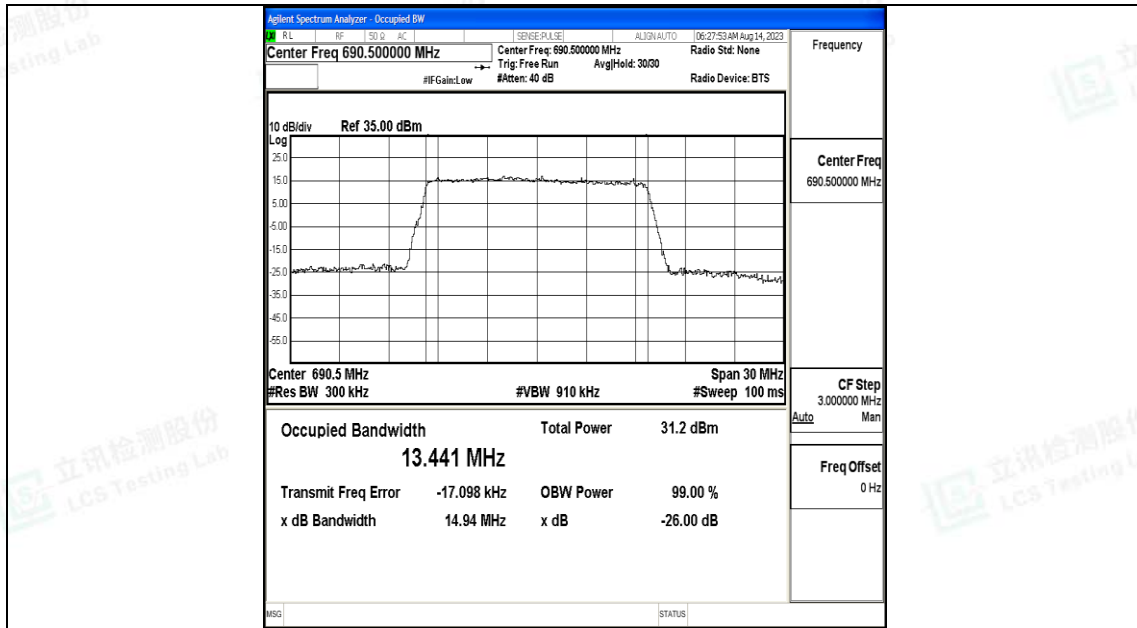 Agilent Spectrum Analyzer - Occupied BW
LXI RL RF 50 Ω AC SENSE:PULSE ALIGN AUTO 06:27:53 AM Aug 14, 2023
Center Freq 690.500000 MHz
Center Freq: 690.500000 MHz Radio Std: None
Trig: Free Run Avg|Hold: 30/30
#IFGain:Low #Atten: 40 dB Radio Device: BTS
10 dB/div Ref 35.00 dBm
Log
25.0
15.0
5.00
-5.00
-15.0
-25.0
-35.0
-45.0
-55.0
Center 690.5 MHz Span 30 MHz
#Res BW 300 kHz #VBW 910 kHz #Sweep 100 ms
Occupied Bandwidth Total Power 31.2 dBm
13.441 MHz
Transmit Freq Error -17.098 kHz OBW Power 99.00 %
x dB Bandwidth 14.94 MHz x dB -26.00 dB
MSG STATUS
Frequency
Center Freq
690.500000 MHz
CF Step
3.000000 MHz
Auto Man
Freq Offset
0 Hz
立讯检测股份
LCS Testing Lab
立讯检测股份
LCS Testing L